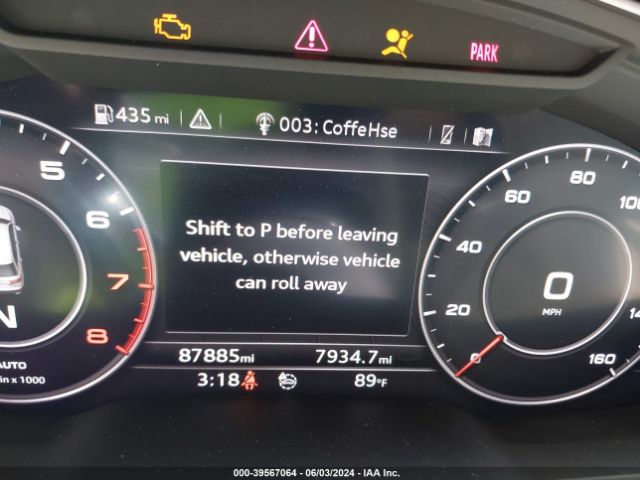 PARK
435 mi
003: CoffeHse
5
6
7
8
N
AUTO
in x 1000
Shift to P before leaving
vehicle, otherwise vehicle
can roll away
87885mi 7934.7mi
3:18 89°F
0
20
40
60
80
100
160
0
MPH
000-39567064 - 06/03/2024 - IAA Inc.